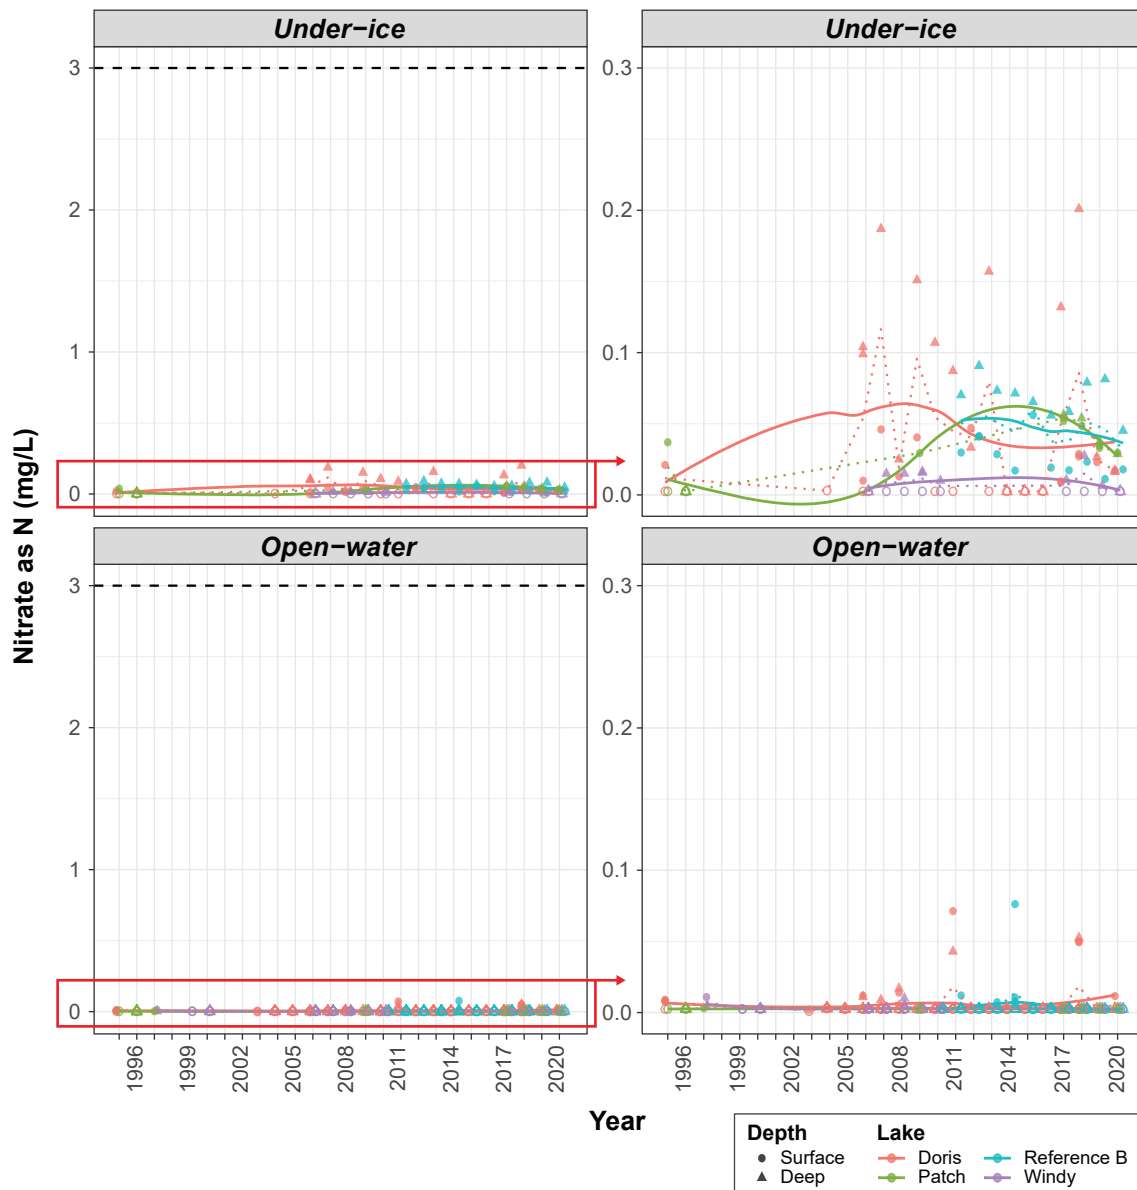 Under-ice
Under-ice
3
2
1
0
0.3
0.2
0.1
0.0
Open-water
Open-water
3
2
1
0
0.3
0.2
0.1
0.0
Nitrate as N (mg/L)
1996
1999
2002
2005
2008
2011
2014
2017
2020
1996
1999
2002
2005
2008
2011
2014
2017
2020
Year
Depth
Surface
Deep
Lake
Doris
Reference B
Patch
Windy